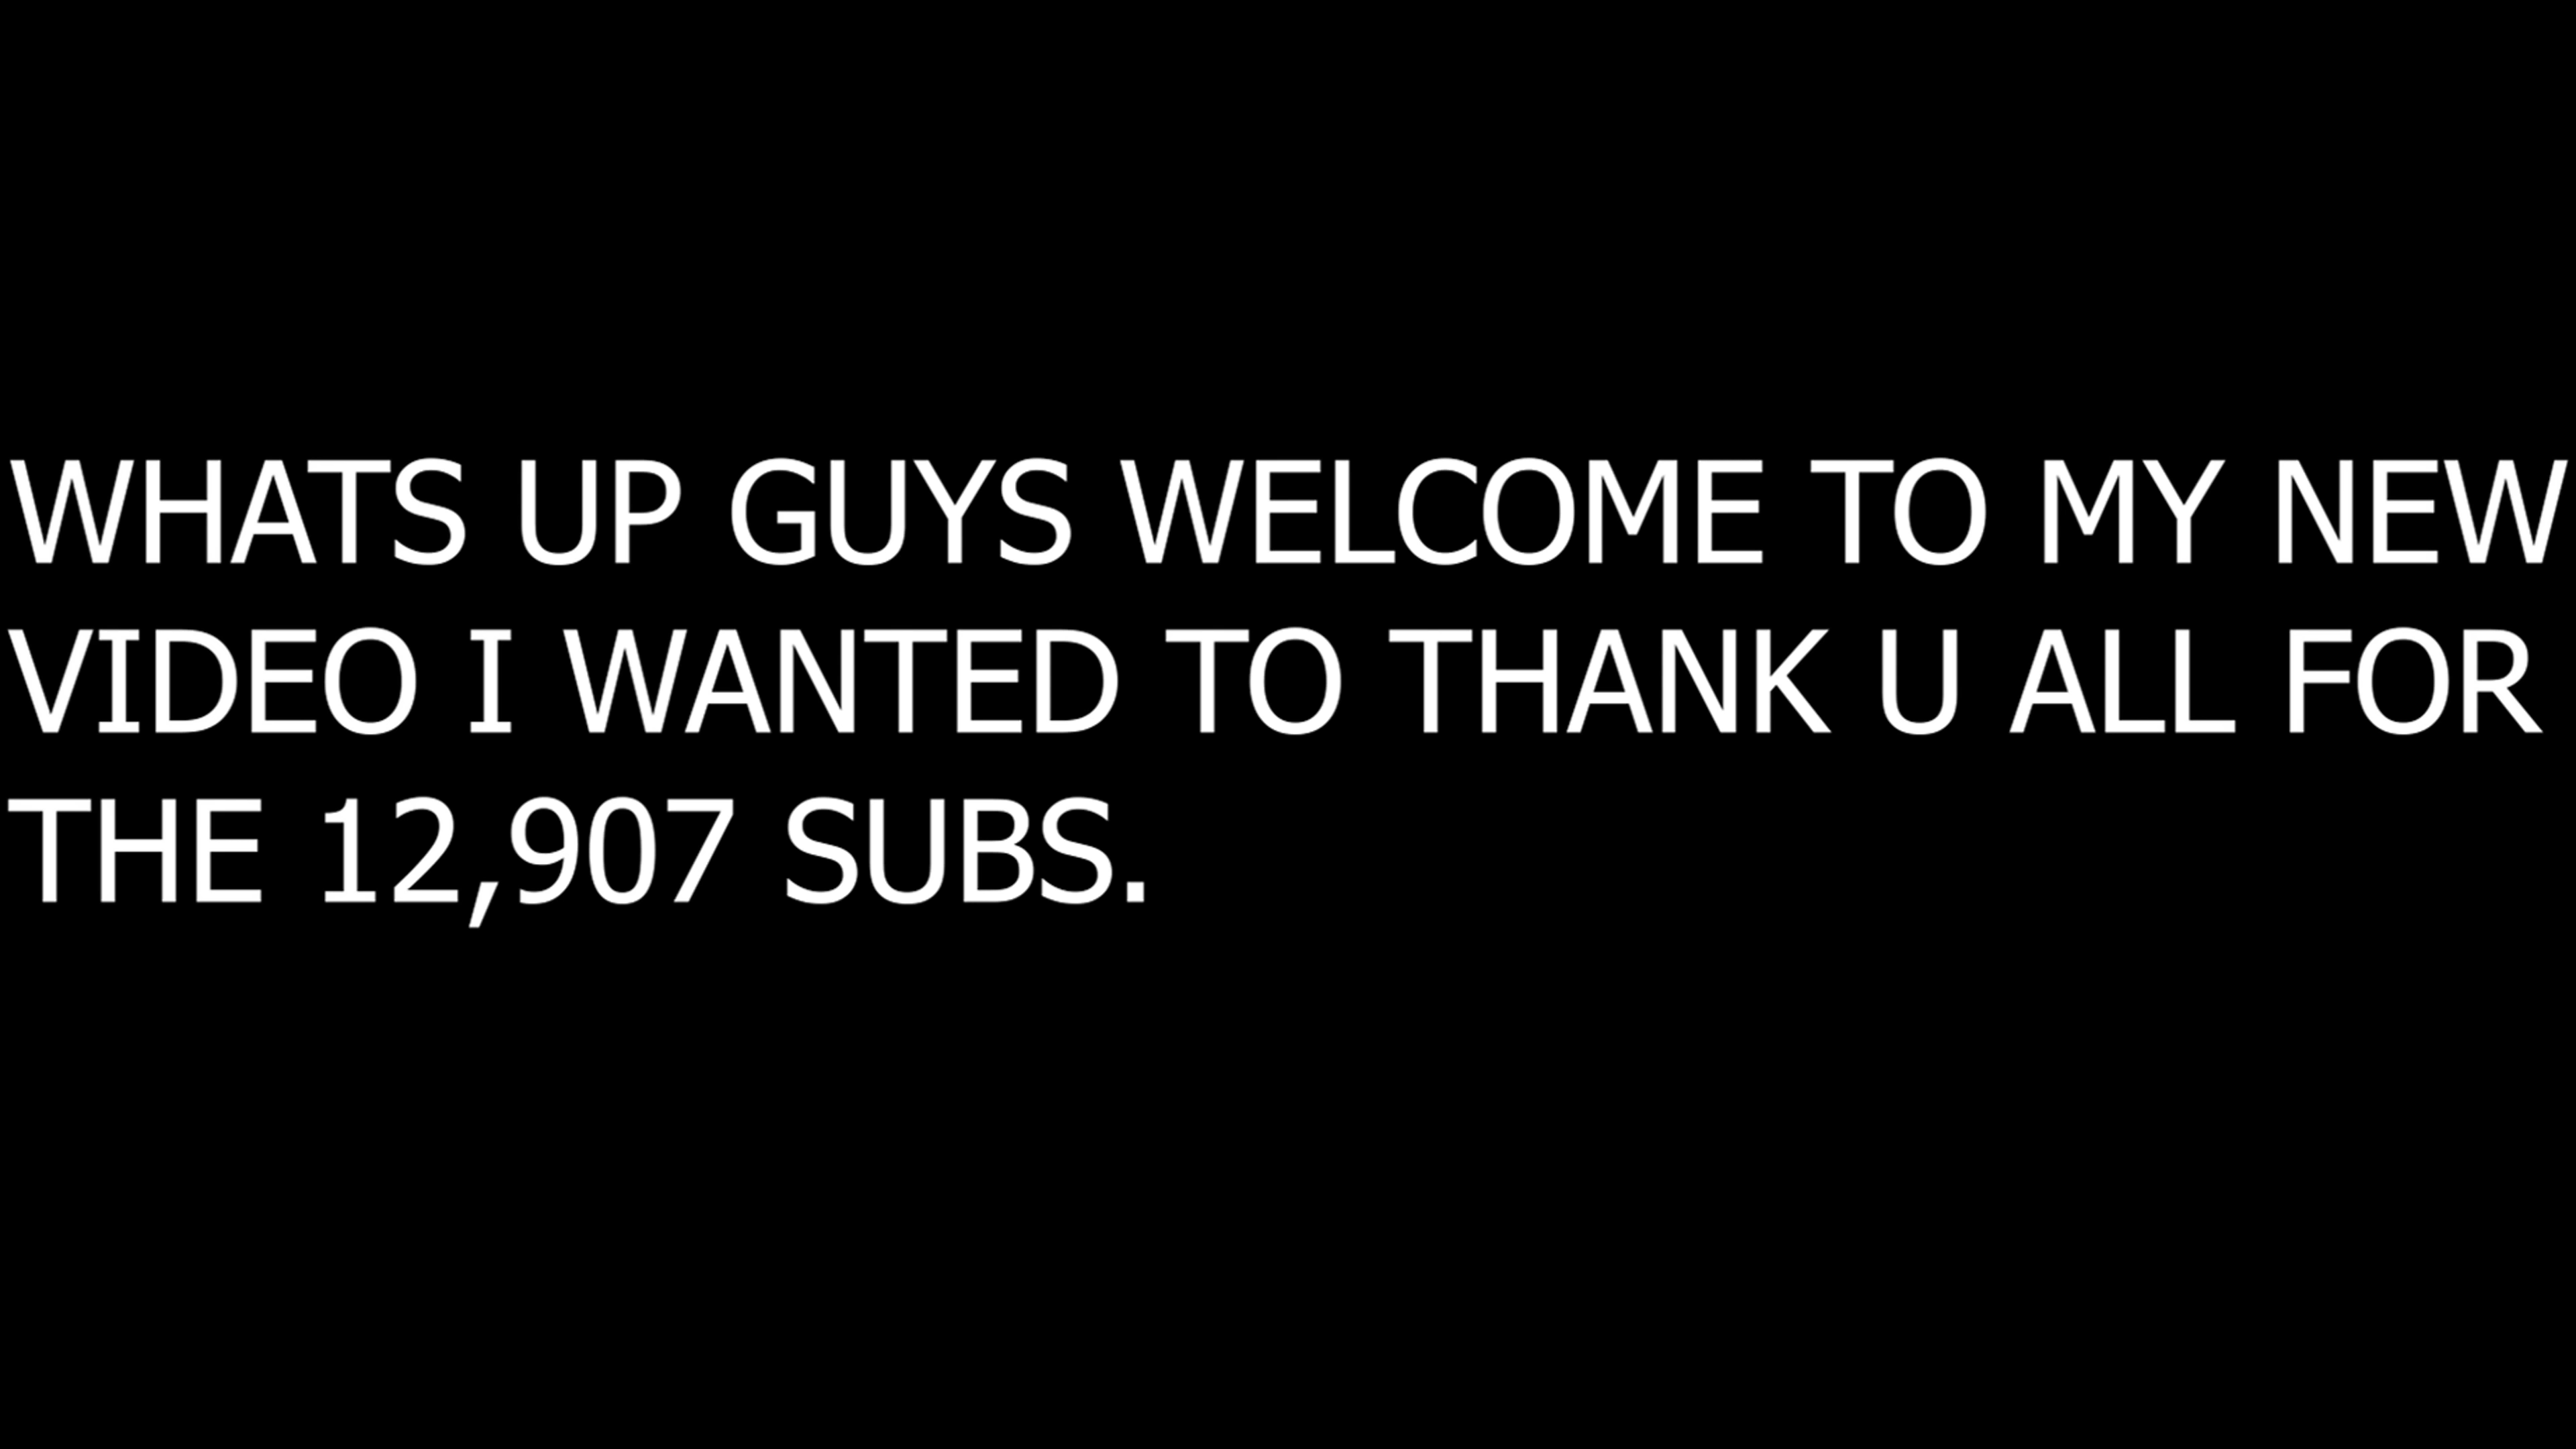 WHATS UP GUYS WELCOME TO MY NEW
VIDEO I WANTED TO THANK U ALL FOR
THE 12,907 SUBS.